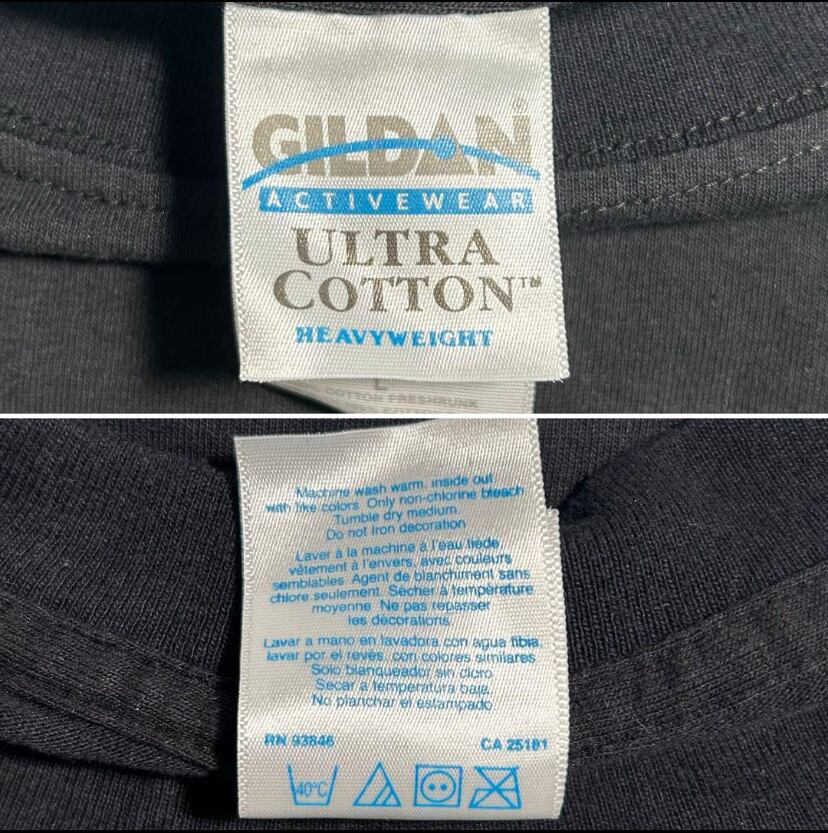 GILDAN®
ACTIVEWEAR
ULTRA
COTTON™
HEAVYWEIGHT
L
COTTON PRESHRUNK
Machine wash warm, inside out
with like colors. Only non-chlorine bleach
Tumble dry medium
Do not iron decoration
Laver à la machine à l'eau tiède
vêtement à l'envers, avec couleurs
semblables. Agent de blanchiment sans
chlore seulement. Sécher à température
moyenne. Ne pas repasser
les décorations
Lavar a mano en lavadora con agua tibia
lavar por el revés, con colores similares
Solo blanqueador sin cloro
Secar a temperatura baja
No planchar el estampado
RN 93846 CA 25181
40°C